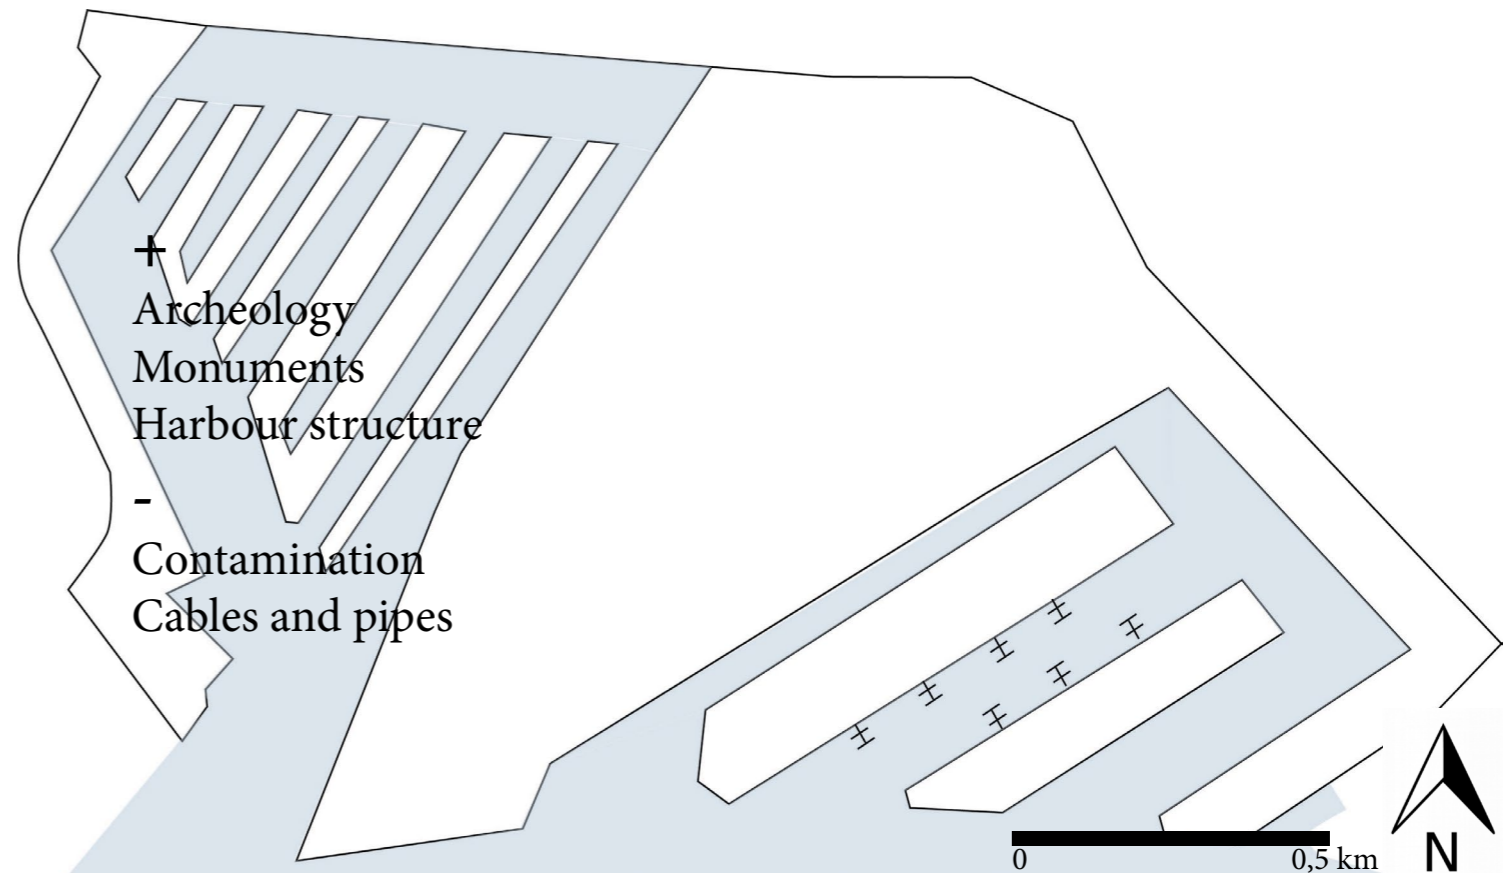 +
Archeology
Monuments
Harbour structure
-
Contamination
Cables and pipes
0 0,5 km
N